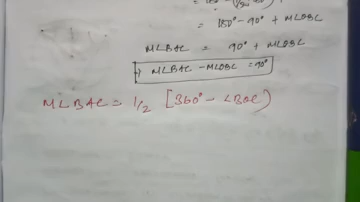 = 180° - 90° + M∠OBC
M∠BAC = 90° + M∠OBC
M∠BAC - M∠OBC = 90°
M∠BAC = 1/2 [360° - ∠BOC)